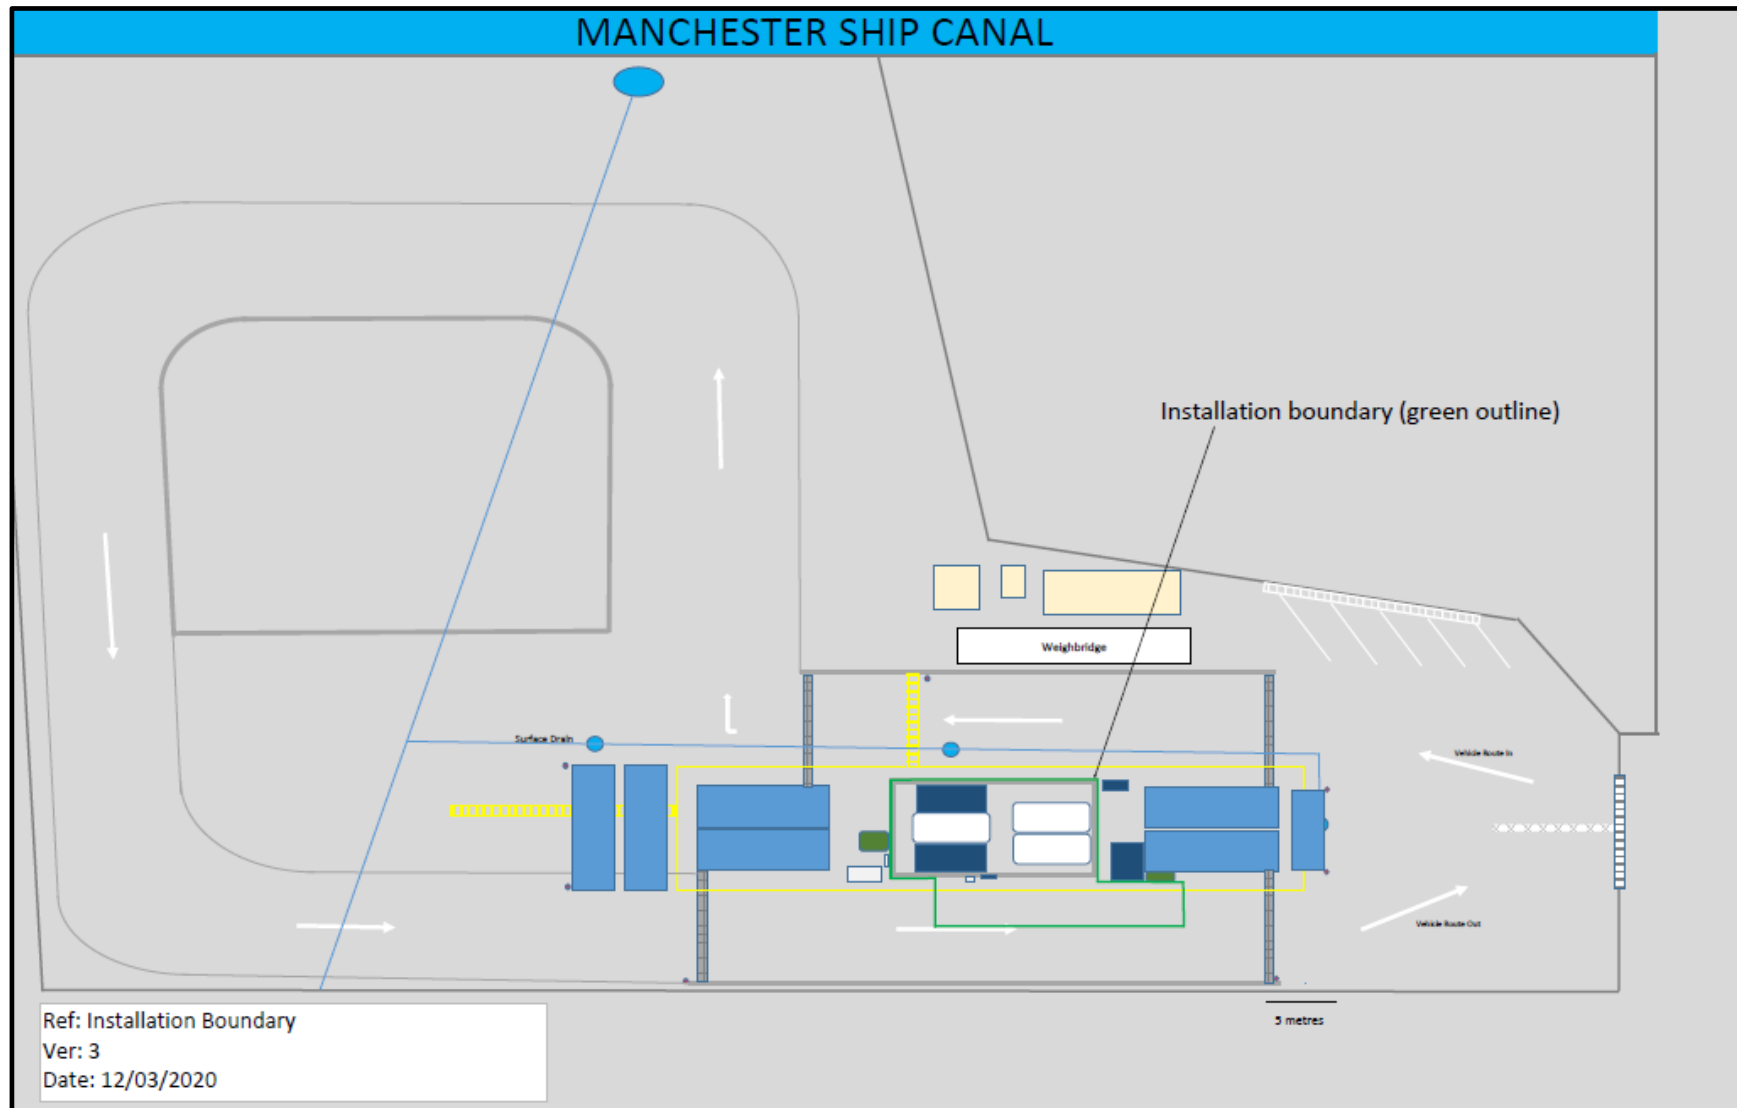 MANCHESTER SHIP CANAL
Installation boundary (green outline)
Weighbridge
Surface Drain
Vehicle Route In
Vehicle Route Out
5 metres
Ref: Installation Boundary
Ver: 3
Date: 12/03/2020